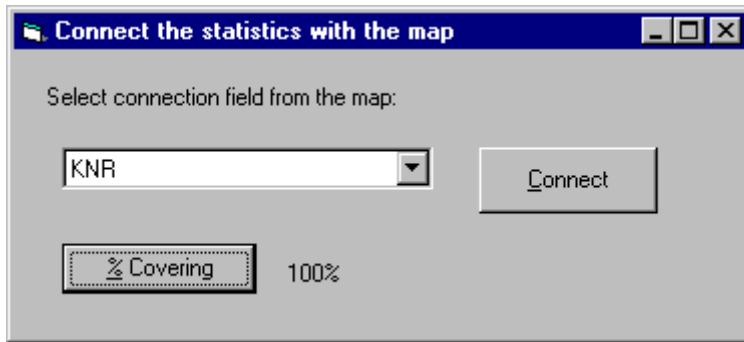 Connect the statistics with the map
Select connection field from the map:
KNR
Connect
% Covering
100%